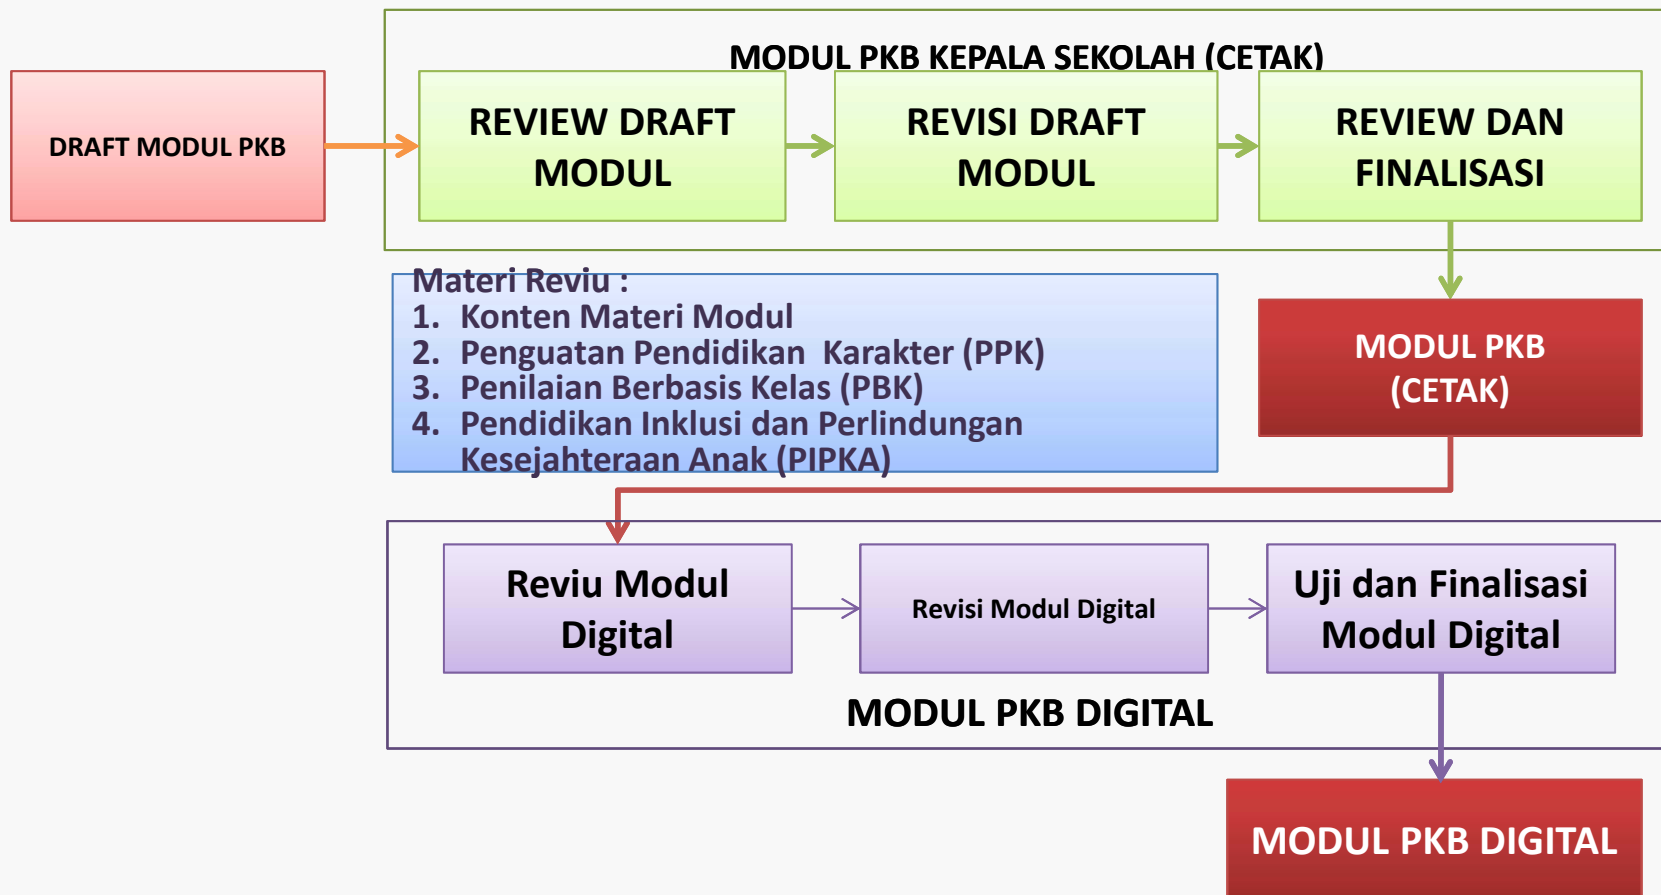 MODUL PKB KEPALA SEKOLAH (CETAK)
DRAFT MODUL PKB
REVIEW DRAFT
MODUL
REVISI DRAFT
MODUL
REVIEW DAN
FINALISASI
Materi Reviu :
1. Konten Materi Modul
2. Penguatan Pendidikan Karakter (PPK)
3. Penilaian Berbasis Kelas (PBK)
4. Pendidikan Inklusi dan Perlindungan
Kesejahteraan Anak (PIPKA)
MODUL PKB
(CETAK)
Reviu Modul
Digital
Revisi Modul Digital
Uji dan Finalisasi
Modul Digital
MODUL PKB DIGITAL
MODUL PKB DIGITAL